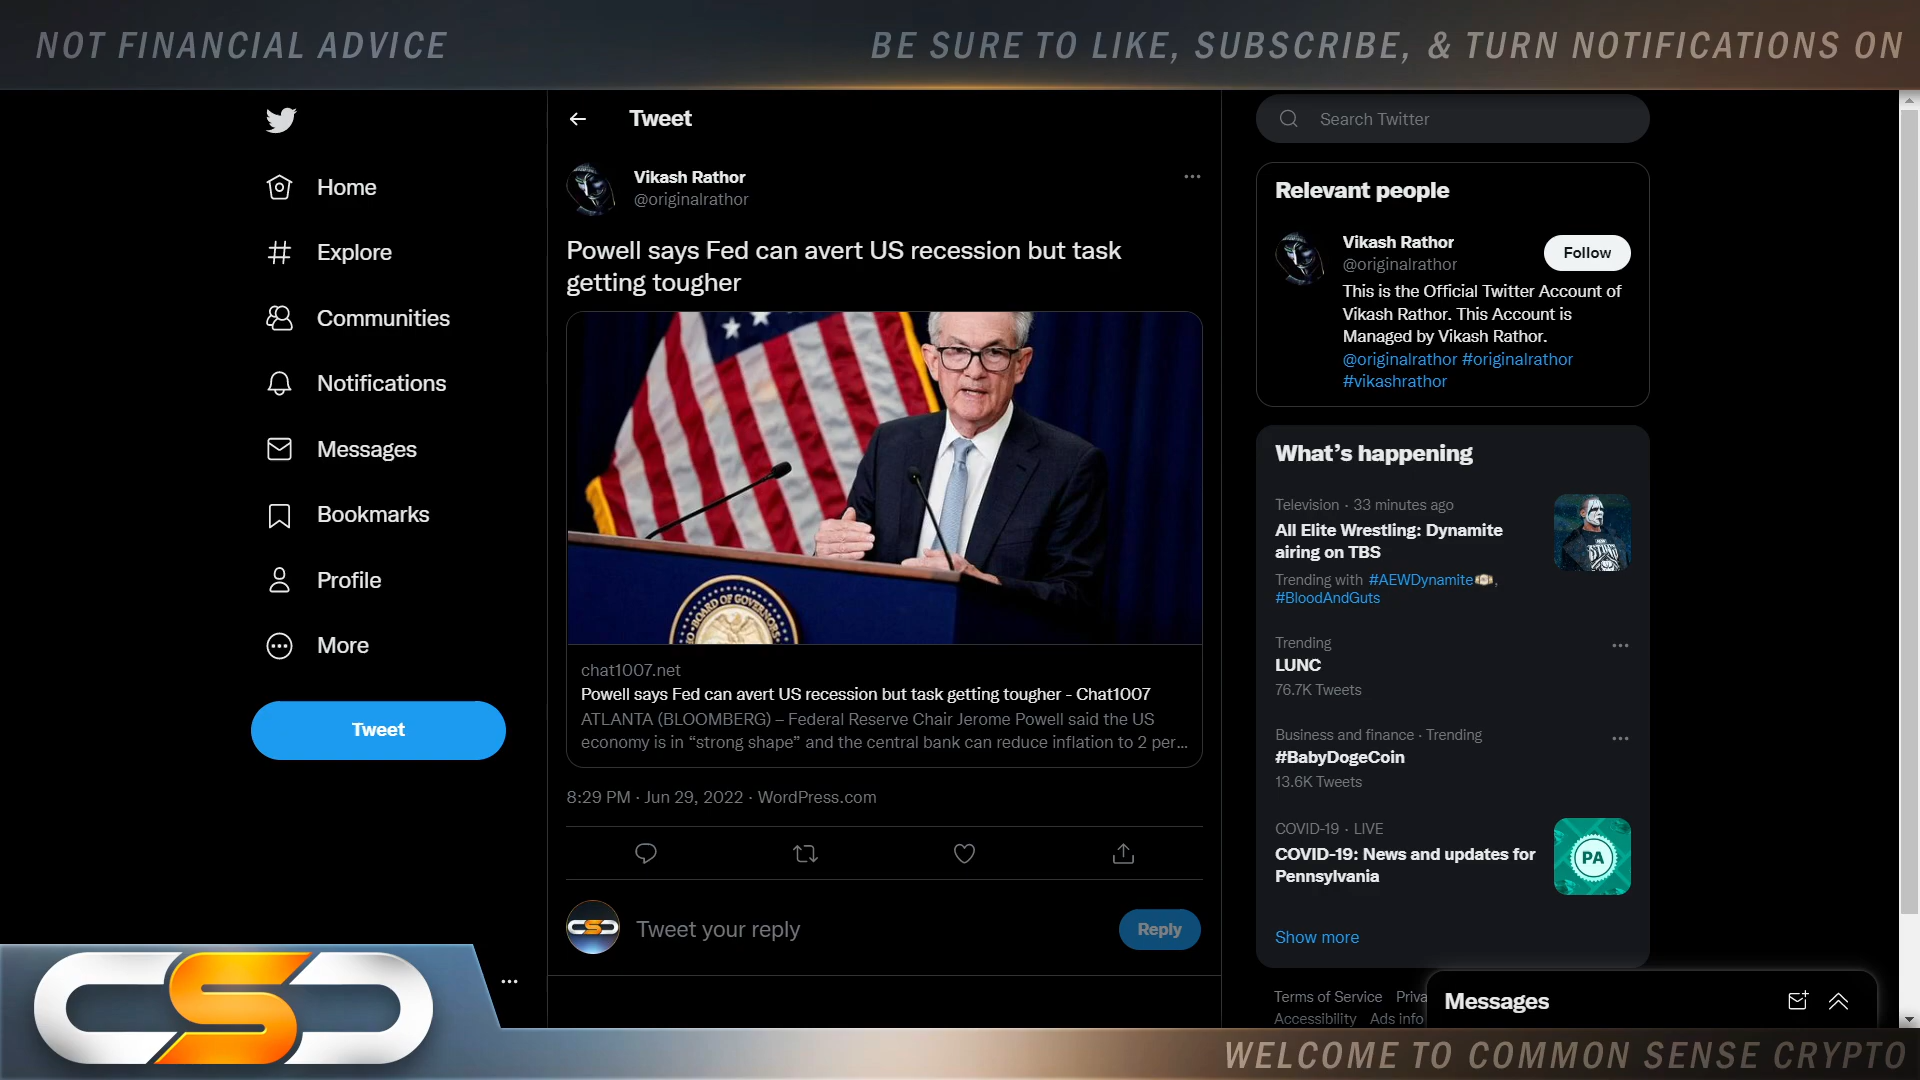 NOT FINANCIAL ADVICE
BE SURE TO LIKE, SUBSCRIBE, & TURN NOTIFICATIONS ON
Home
Explore
Communities
Notifications
Messages
Bookmarks
Profile
More
Tweet
Tweet
Vikash Rathor
@originalrathor
Powell says Fed can avert US recession but task
getting tougher
BOARD OF GOVERNORS
chat1007.net
Powell says Fed can avert US recession but task getting tougher - Chat1007
ATLANTA (BLOOMBERG) – Federal Reserve Chair Jerome Powell said the US
economy is in “strong shape” and the central bank can reduce inflation to 2 per...
8:29 PM · Jun 29, 2022 · WordPress.com
Tweet your reply
Reply
Search Twitter
Relevant people
Vikash Rathor
@originalrathor
Follow
This is the Official Twitter Account of
Vikash Rathor. This Account is
Managed by Vikash Rathor.
@originalrathor #originalrathor
#vikashrathor
What’s happening
Television · 33 minutes ago
All Elite Wrestling: Dynamite
airing on TBS
Trending with #AEWDynamite,
#BloodAndGuts
Trending
LUNC
76.7K Tweets
Business and finance · Trending
#BabyDogeCoin
13.6K Tweets
COVID-19 · LIVE
COVID-19: News and updates for
Pennsylvania
PA
Show more
Terms of Service Priva
Accessibility Ads info
Messages
CSC
WELCOME TO COMMON SENSE CRYPTO